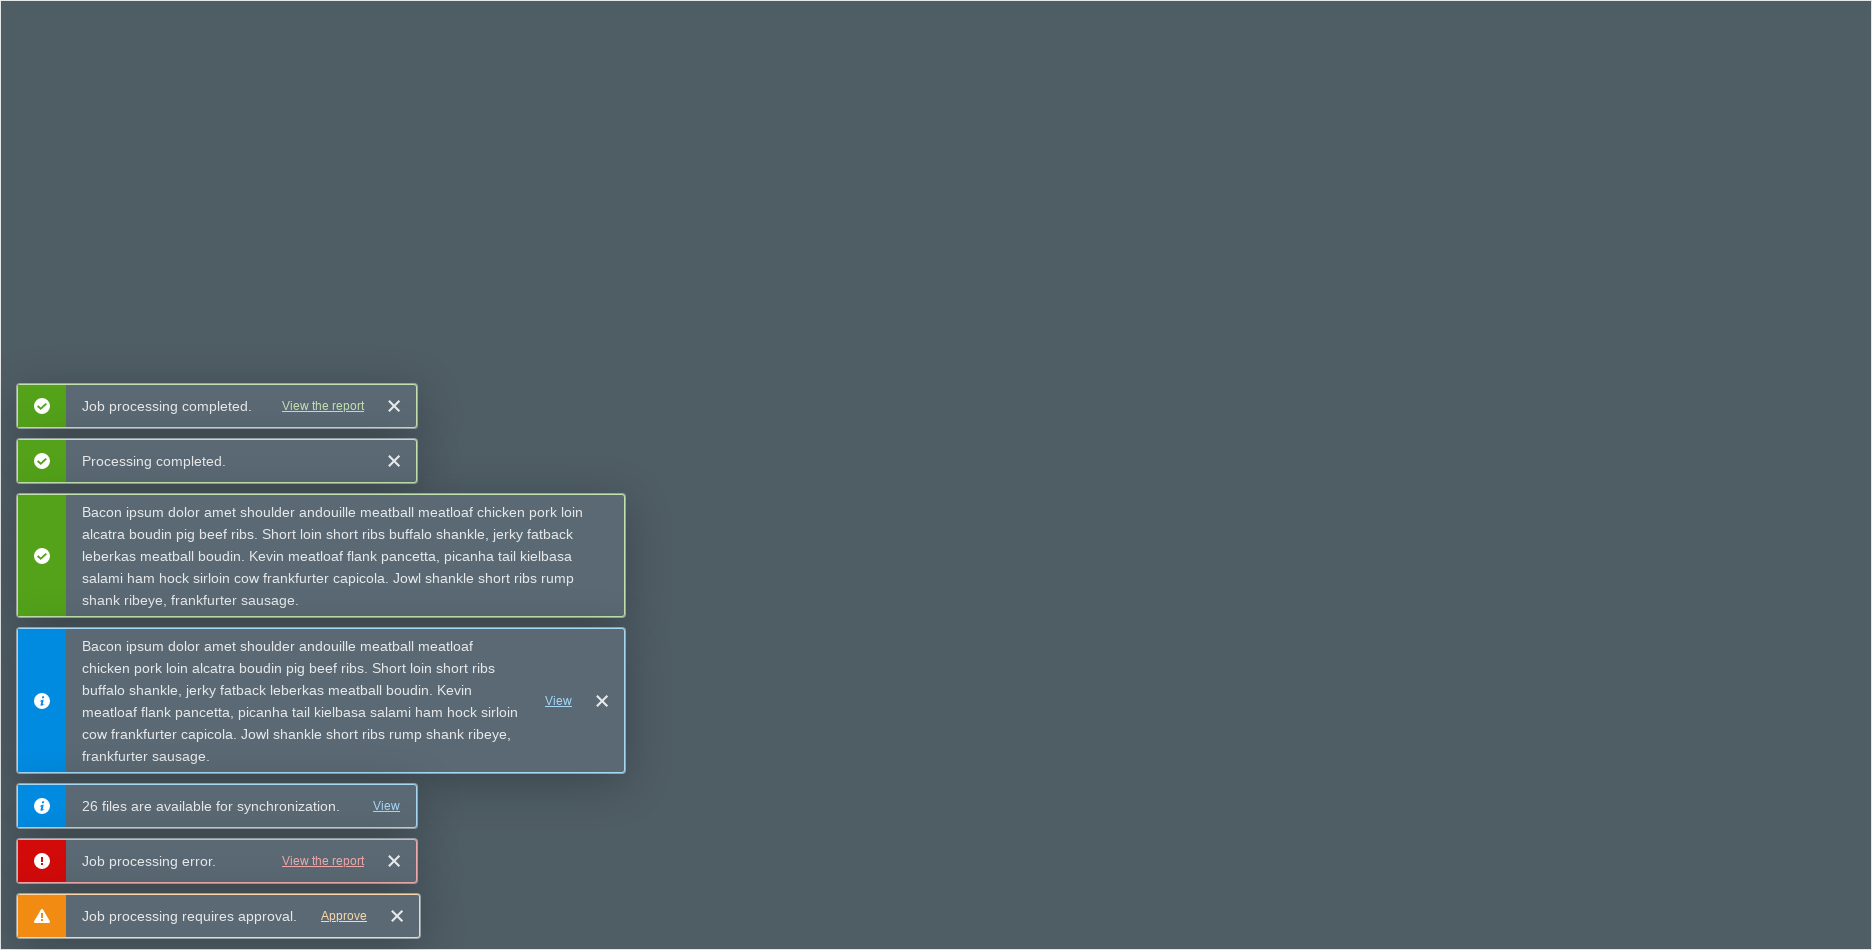 Job processing completed. View the report
Processing completed.
Bacon ipsum dolor amet shoulder andouille meatball meatloaf chicken pork loin
alcatra boudin pig beef ribs. Short loin short ribs buffalo shankle, jerky fatback
leberkas meatball boudin. Kevin meatloaf flank pancetta, picanha tail kielbasa
salami ham hock sirloin cow frankfurter capicola. Jowl shankle short ribs rump
shank ribeye, frankfurter sausage.
Bacon ipsum dolor amet shoulder andouille meatball meatloaf
chicken pork loin alcatra boudin pig beef ribs. Short loin short ribs
buffalo shankle, jerky fatback leberkas meatball boudin. Kevin
meatloaf flank pancetta, picanha tail kielbasa salami ham hock sirloin
cow frankfurter capicola. Jowl shankle short ribs rump shank ribeye,
frankfurter sausage.
View
26 files are available for synchronization. View
Job processing error. View the report
Job processing requires approval. Approve